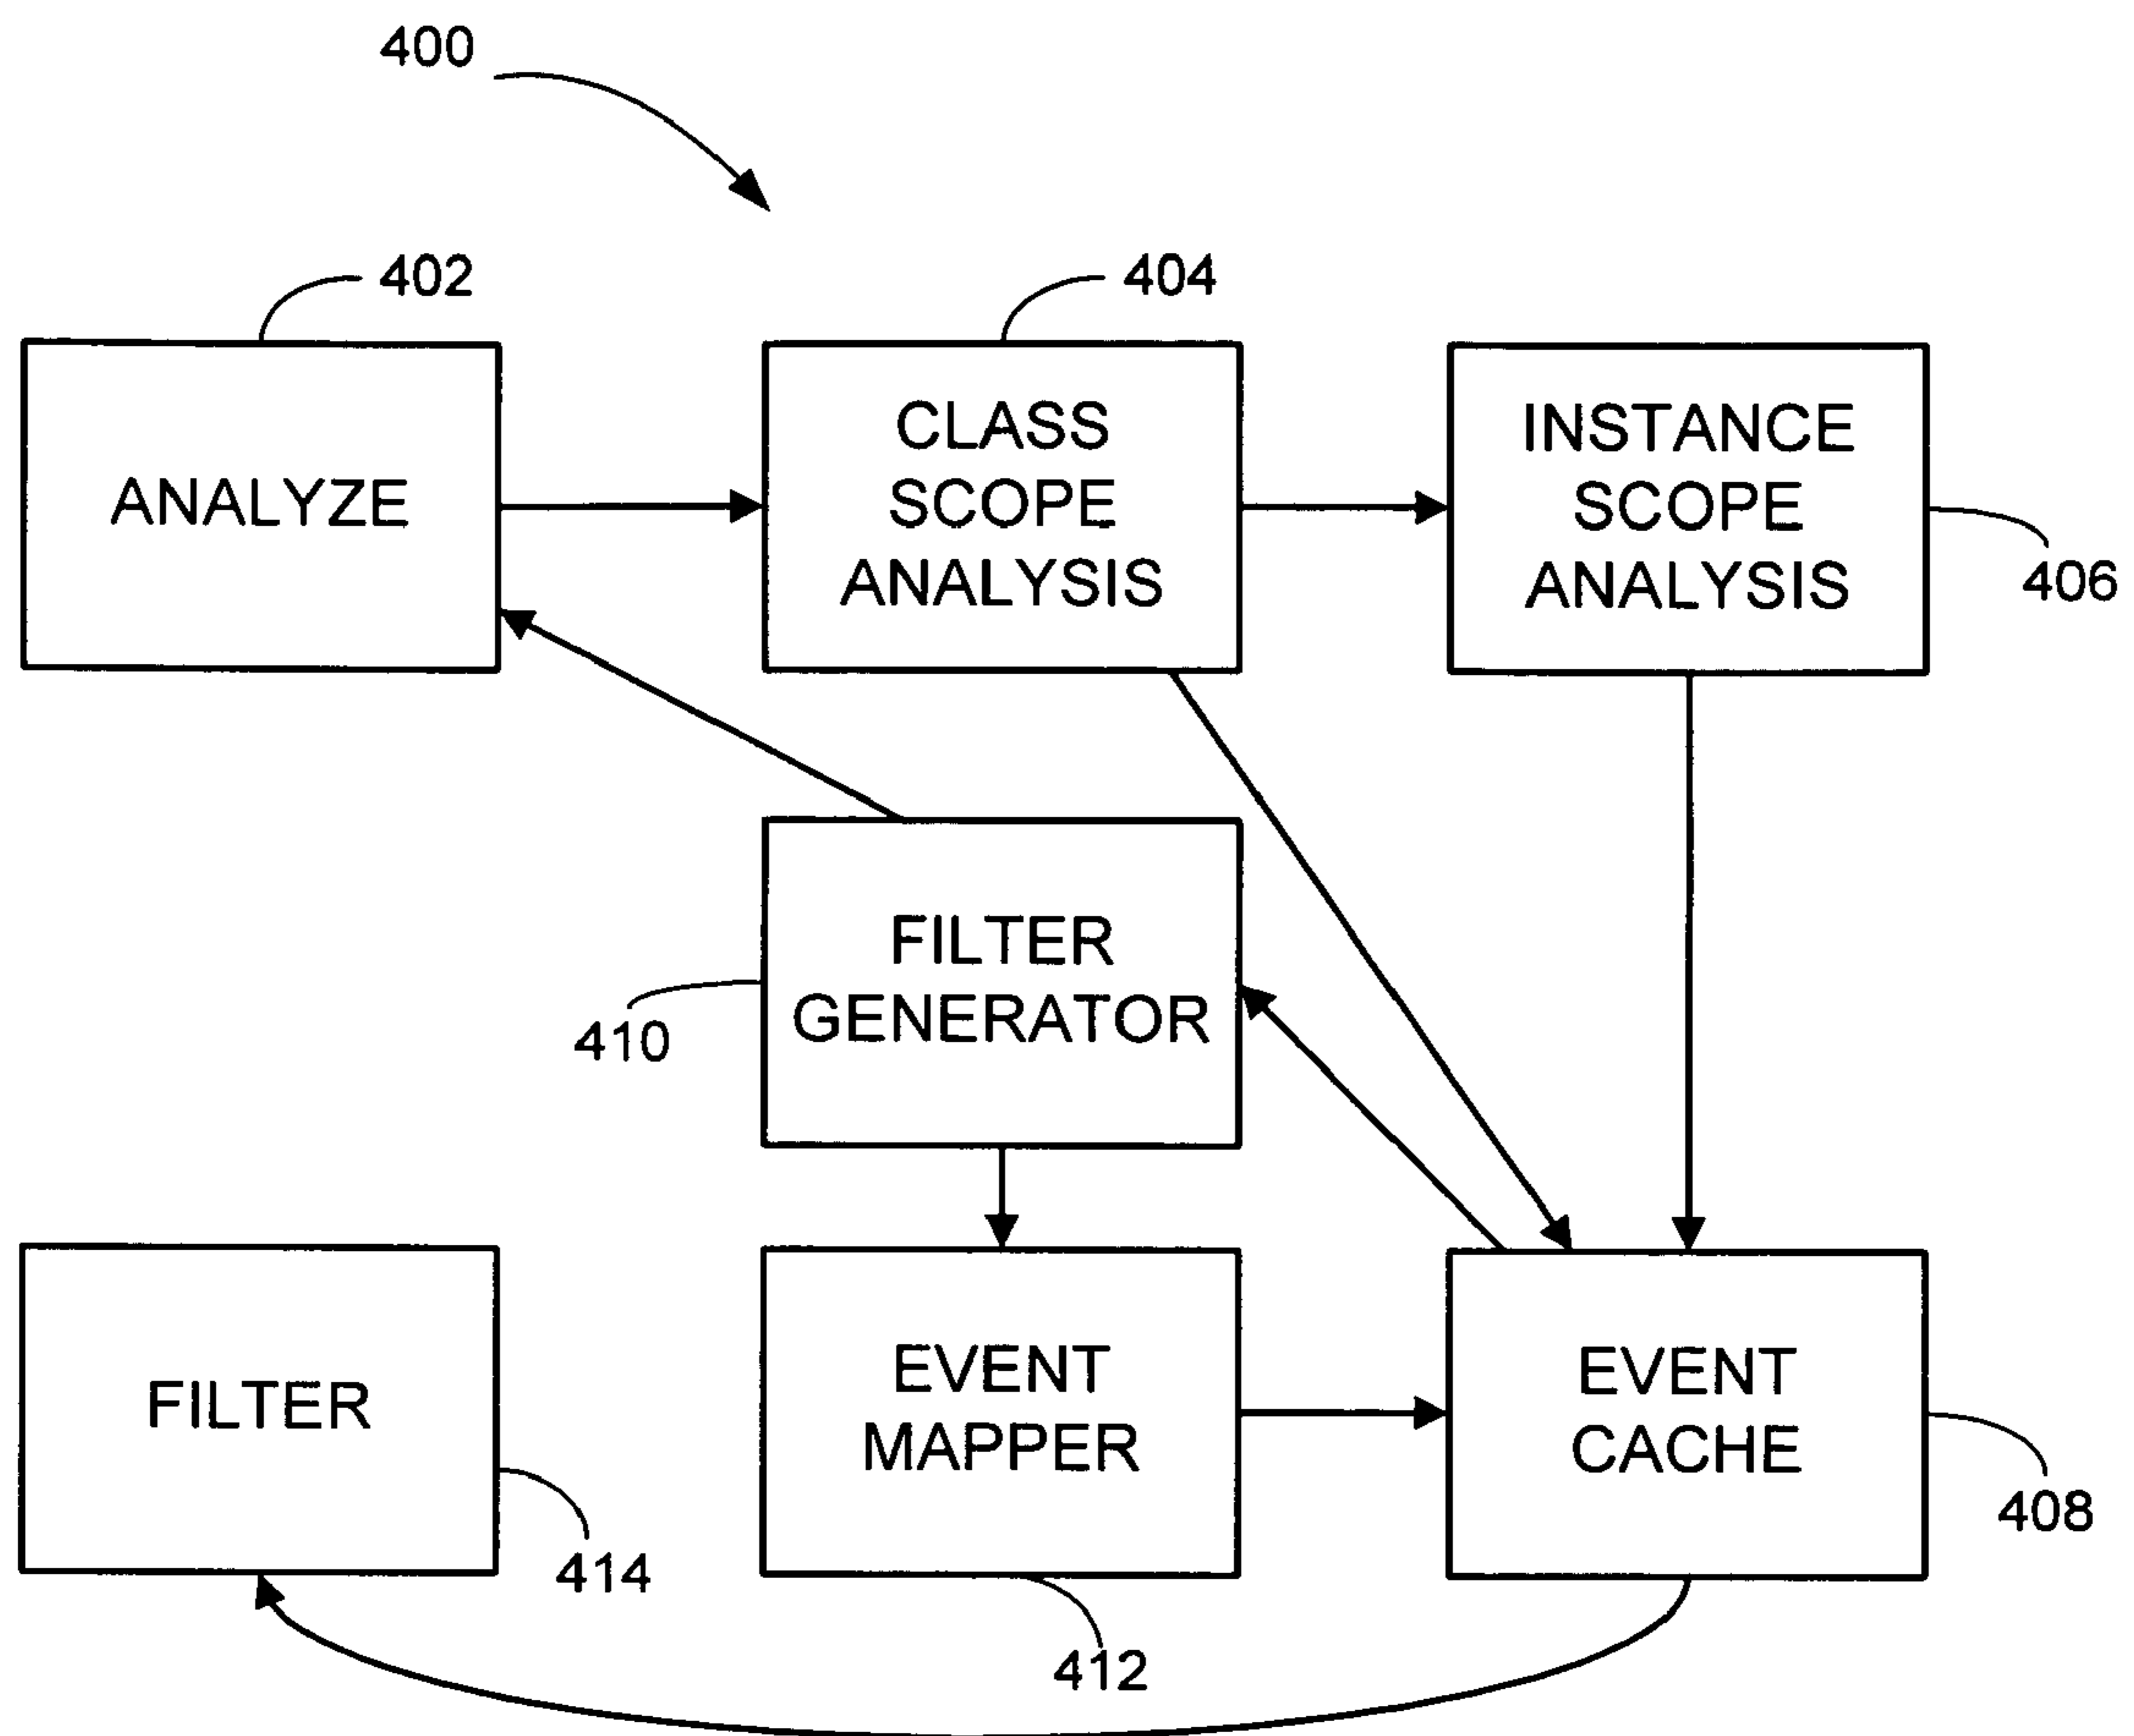 400
402
404
ANALYZE
CLASS
SCOPE
ANALYSIS
INSTANCE
SCOPE
ANALYSIS
406
FILTER
GENERATOR
410
FILTER
414
EVENT
MAPPER
412
EVENT
CACHE
408